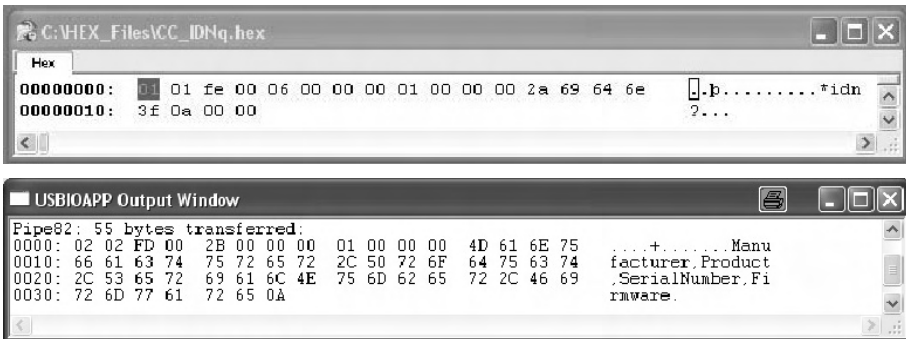 C:\HEX_Files\CC_IDNq.hex
Hex
00000000: 01 01 fe 00 06 00 00 00 01 00 00 00 2a 69 64 6e ..þ.........*idn
00000010: 3f 0a 00 00 ?...
USBIOAPP Output Window
Pipe82: 55 bytes transferred:
0000: 02 02 FD 00 2B 00 00 00 01 00 00 00 4D 61 6E 75 ....+.......Manu
0010: 66 61 63 74 75 72 65 72 2C 50 72 6F 64 75 63 74 facturer,Product
0020: 2C 53 65 72 69 61 6C 4E 75 6D 62 65 72 2C 46 69 ,SerialNumber,Fi
0030: 72 6D 77 61 72 65 0A rmware.